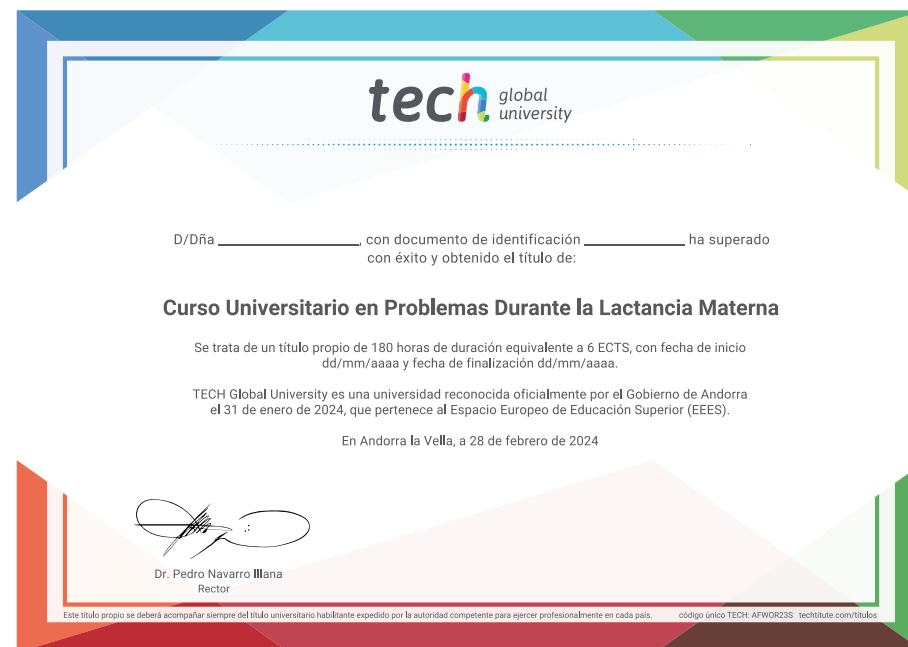 tech global university
D/Dña ____________________, con documento de identificación ______________ ha superado
con éxito y obtenido el título de:
Curso Universitario en Problemas Durante la Lactancia Materna
Se trata de un título propio de 180 horas de duración equivalente a 6 ECTS, con fecha de inicio
dd/mm/aaaa y fecha de finalización dd/mm/aaaa.
TECH Global University es una universidad reconocida oficialmente por el Gobierno de Andorra
el 31 de enero de 2024, que pertenece al Espacio Europeo de Educación Superior (EEES).
En Andorra la Vella, a 28 de febrero de 2024
Dr. Pedro Navarro Illana
Rector
Este título propio se deberá acompañar siempre del título universitario habilitante expedido por la autoridad competente para ejercer profesionalmente en cada país. código único TECH: AFWOR23S techtitute.com/titulos